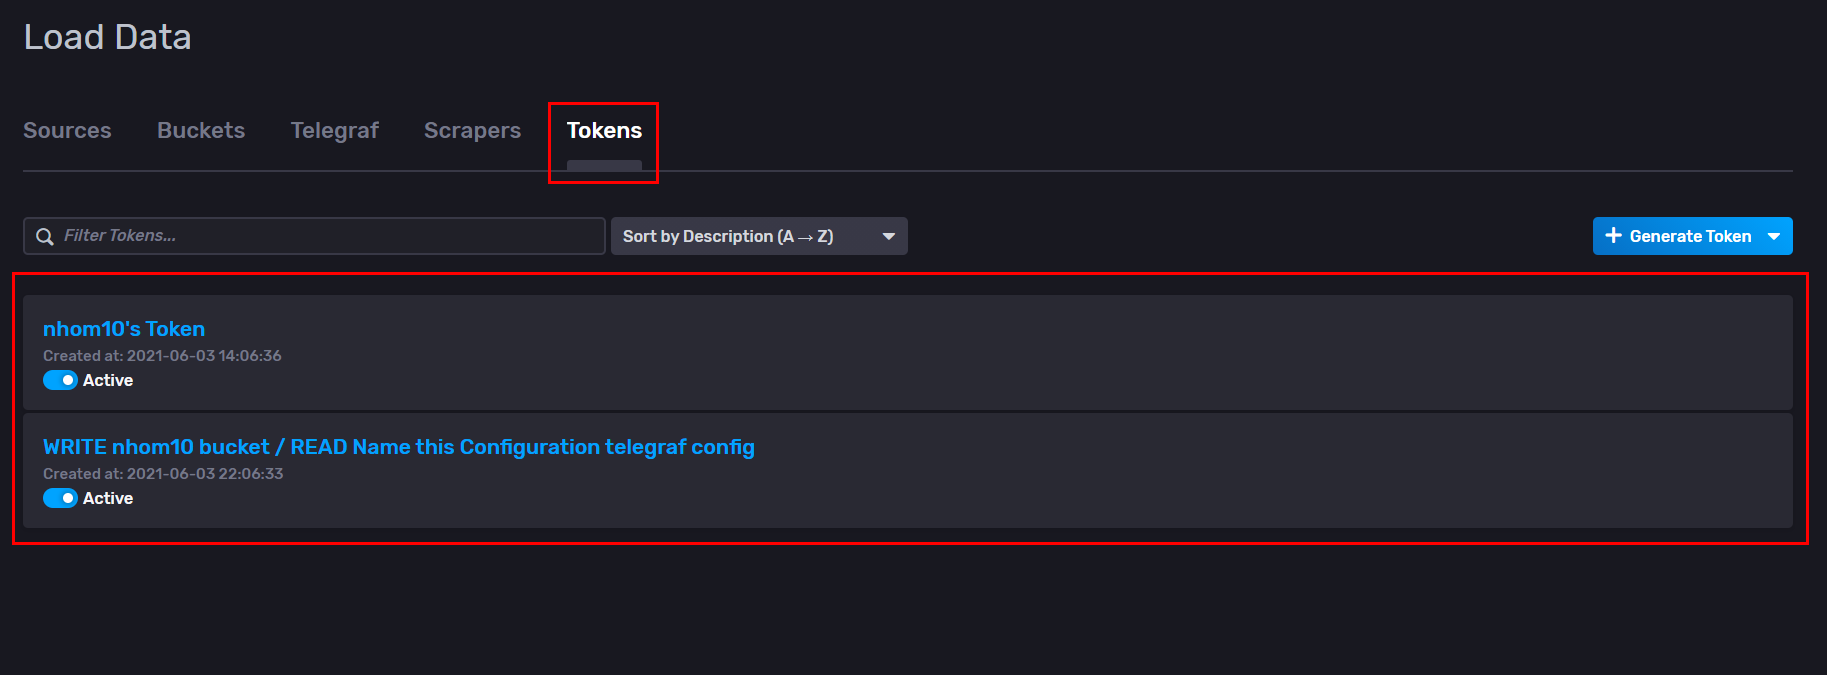 Load Data
Sources Buckets Telegraf Scrapers Tokens
Filter Tokens... Sort by Description (A → Z) + Generate Token
nhom10's Token
Created at: 2021-06-03 14:06:36
Active
WRITE nhom10 bucket / READ Name this Configuration telegraf config
Created at: 2021-06-03 22:06:33
Active